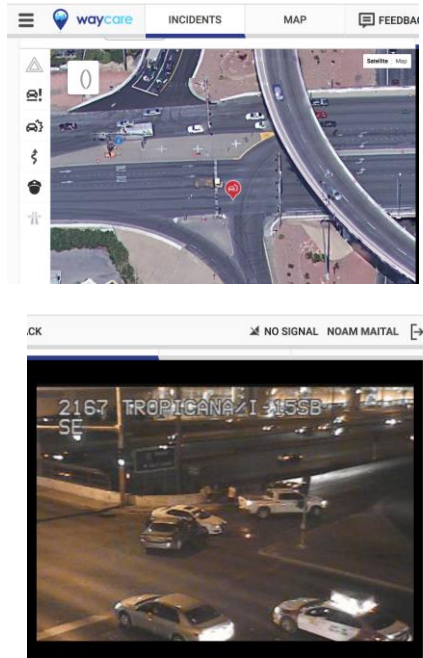 waycare
INCIDENTS
MAP
FEEDBA
Satellite Map
CK
NO SIGNAL NOAM MAITAL
2167 TROPICANA/I-15SB
SE